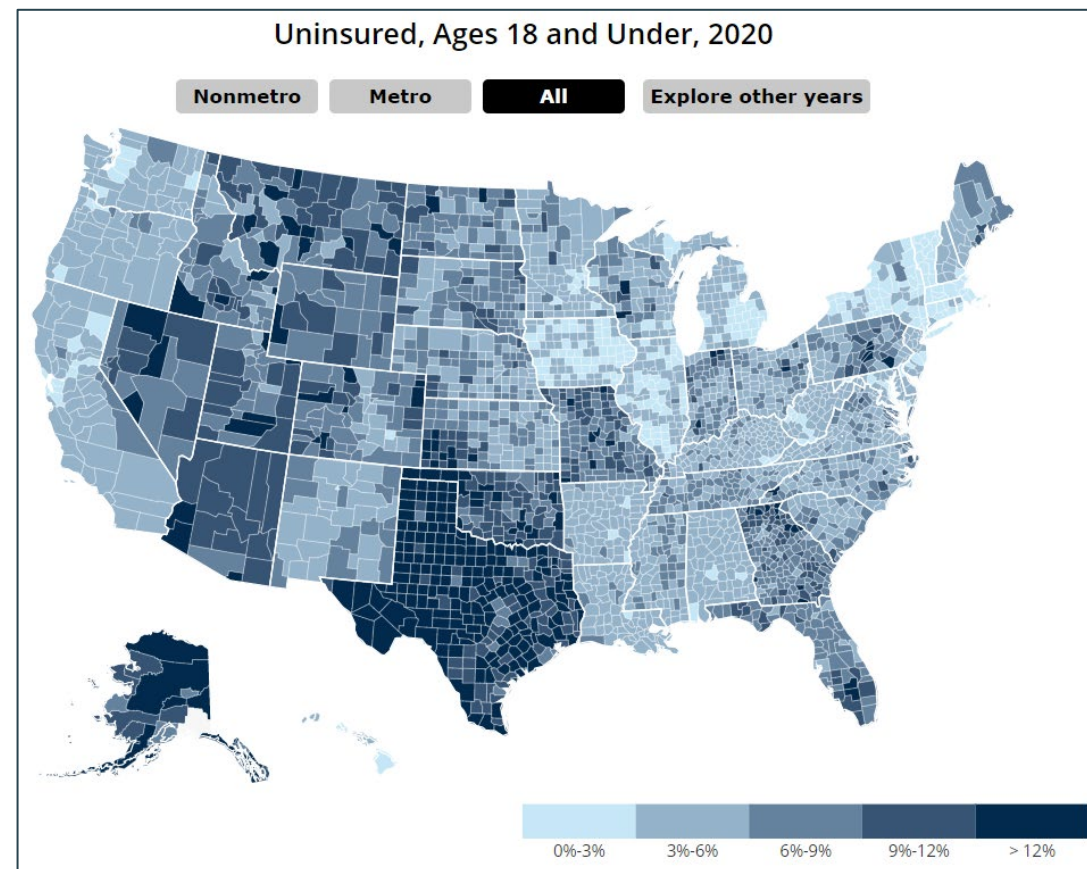 Uninsured, Ages 18 and Under, 2020
Nonmetro Metro All Explore other years
0%-3% 3%-6% 6%-9% 9%-12% > 12%